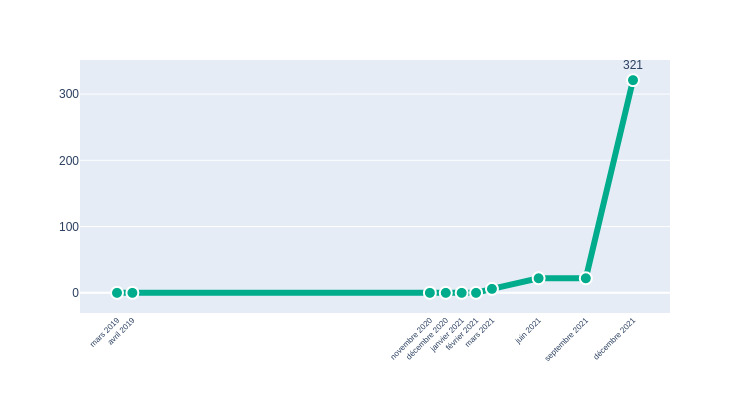 321
300
200
100
0
mars 2019
avril 2019
novembre 2020
décembre 2020
janvier 2021
février 2021
mars 2021
juin 2021
septembre 2021
décembre 2021